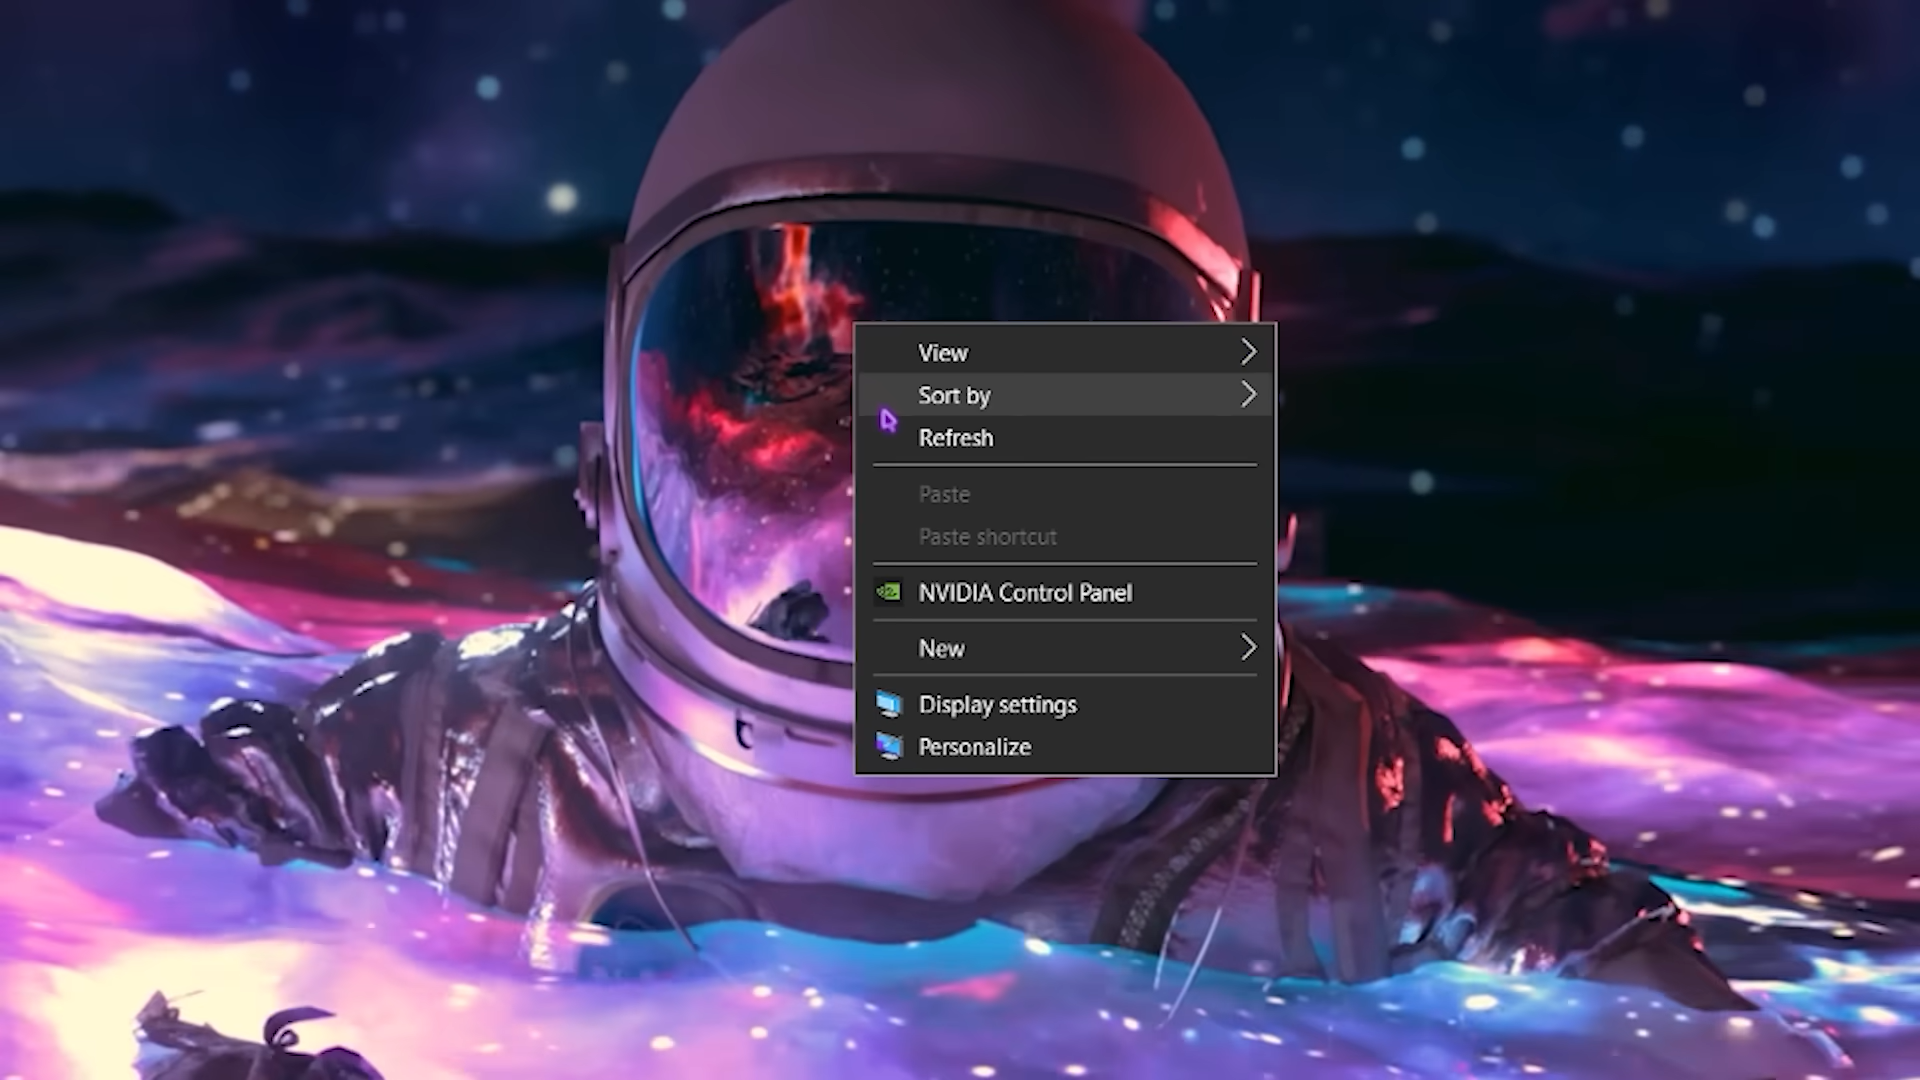 View
Sort by
Refresh
Paste
Paste shortcut
NVIDIA Control Panel
New
Display settings
Personalize